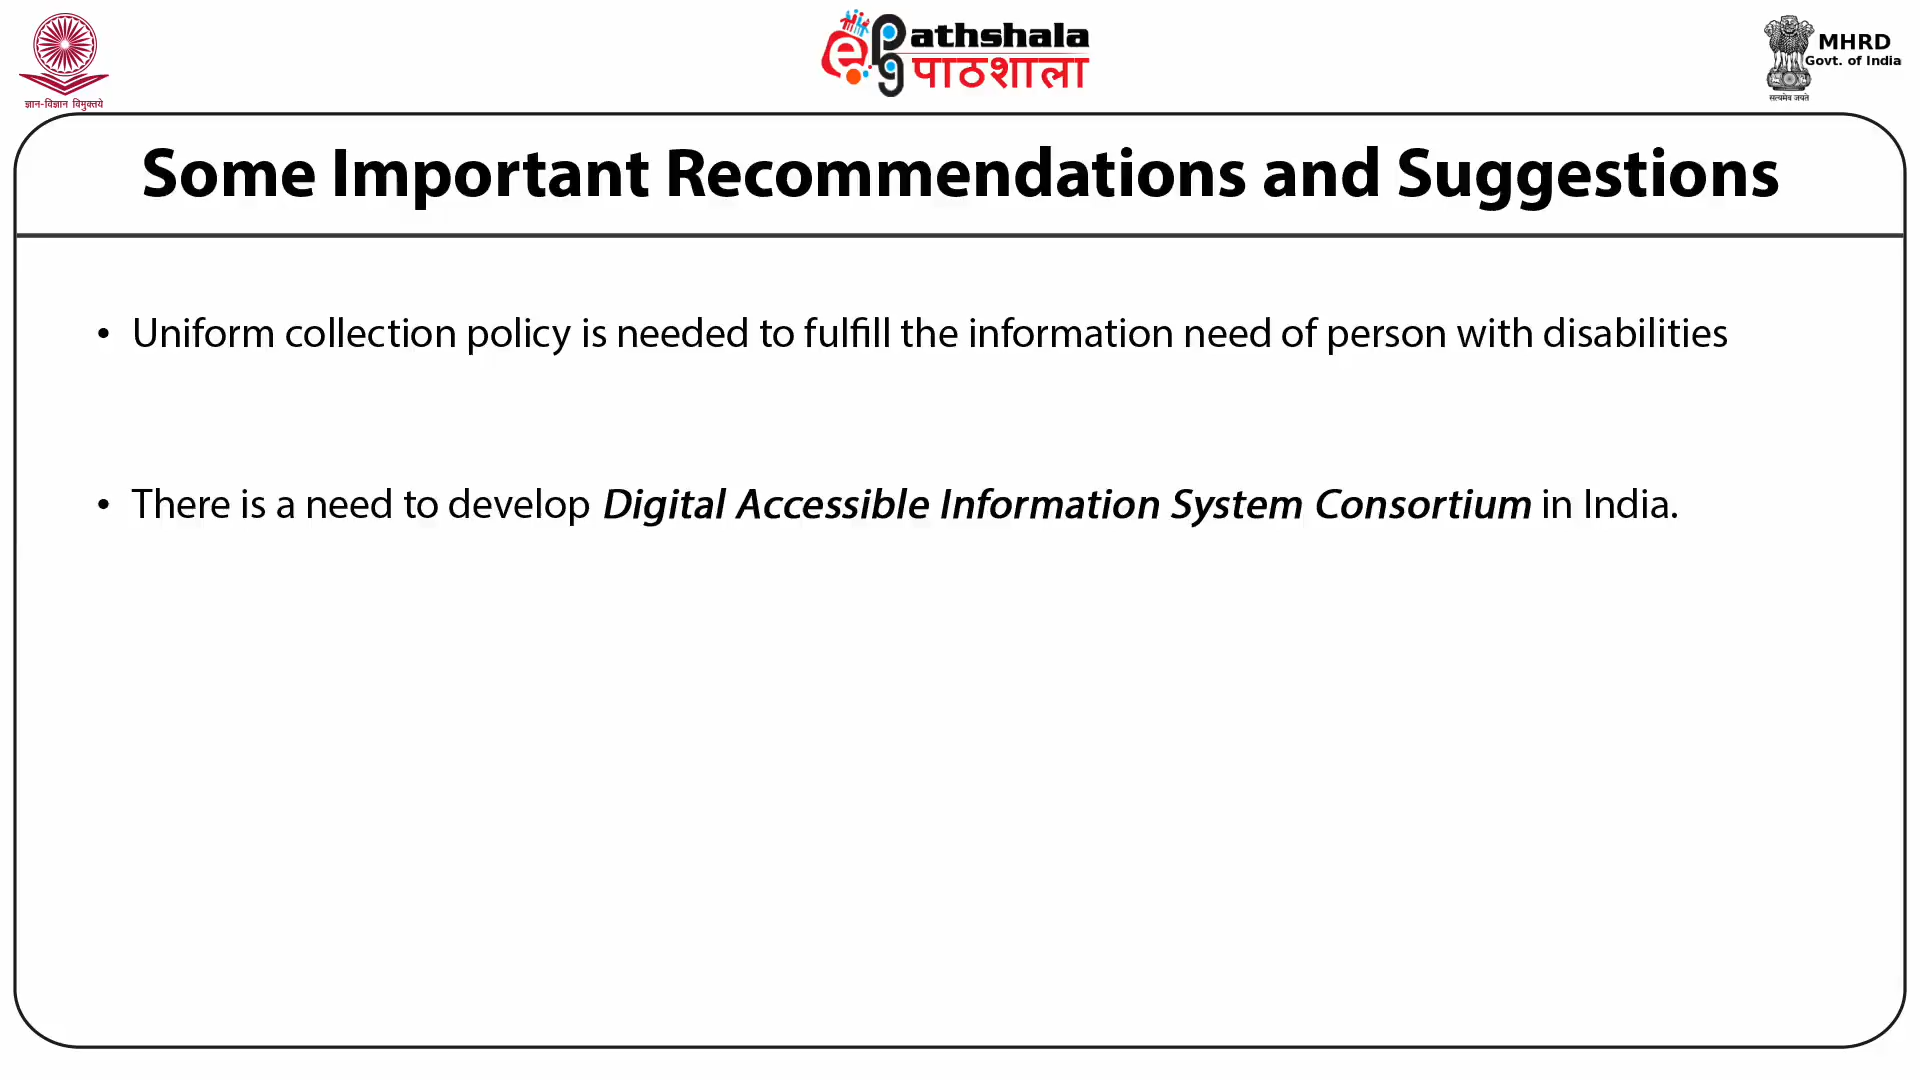 ज्ञान-विज्ञान विमुक्तये
e Pathshala
पाठशाला
MHRD
Govt. of India
सत्यमेव जयते
Some Important Recommendations and Suggestions
• Uniform collection policy is needed to fulfill the information need of person with disabilities
• There is a need to develop Digital Accessible Information System Consortium in India.